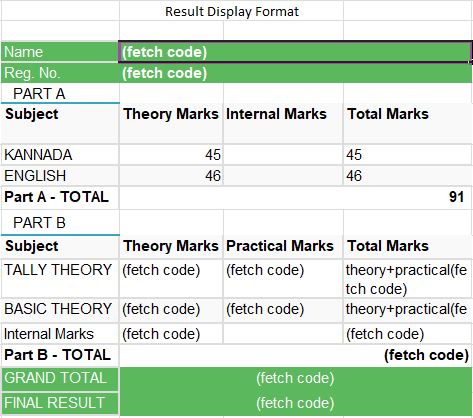 Result Display Format
Name (fetch code)
Reg. No. (fetch code)
PART A
Subject Theory Marks Internal Marks Total Marks
KANNADA 45 45
ENGLISH 46 46
Part A - TOTAL 91
PART B
Subject Theory Marks Practical Marks Total Marks
TALLY THEORY (fetch code) (fetch code) theory+practical(fe
tch code)
BASIC THEORY (fetch code) (fetch code) theory+practical(fe
Internal Marks (fetch code) (fetch code)
Part B - TOTAL (fetch code)
GRAND TOTAL (fetch code)
FINAL RESULT (fetch code)